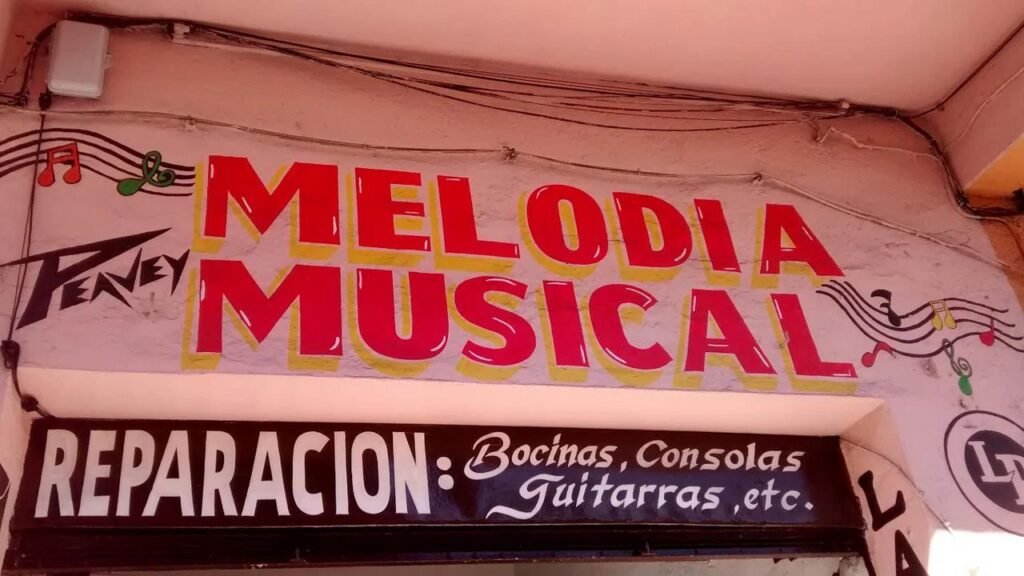 MELODIA
MUSICAL
PEAVEY
REPARACION: Bocinas, Consolas
Guitarras, etc.